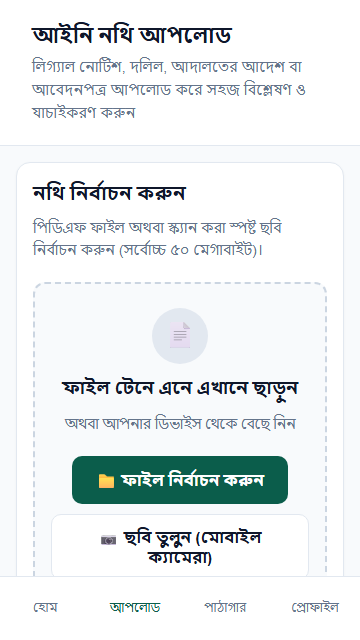 আইনি নথি আপলোড
লিগ্যাল নোটিশ, দলিল, আদালতের আদেশ বা
আবেদনপত্র আপলোড করে সহজ বিশ্লেষণ ও
যাচাইকরণ করুন
নথি নির্বাচন করুন
পিডিএফ ফাইল অথবা স্ক্যান করা স্পষ্ট ছবি
নির্বাচন করুন (সর্বোচ্চ ৫০ মেগাবাইট)।
ফাইল টেনে এনে এখানে ছাড়ুন
অথবা আপনার ডিভাইস থেকে বেছে নিন
ফাইল নির্বাচন করুন
ছবি তুলুন (মোবাইল
ক্যামেরা)
হোম আপলোড পাঠাগার প্রোফাইল